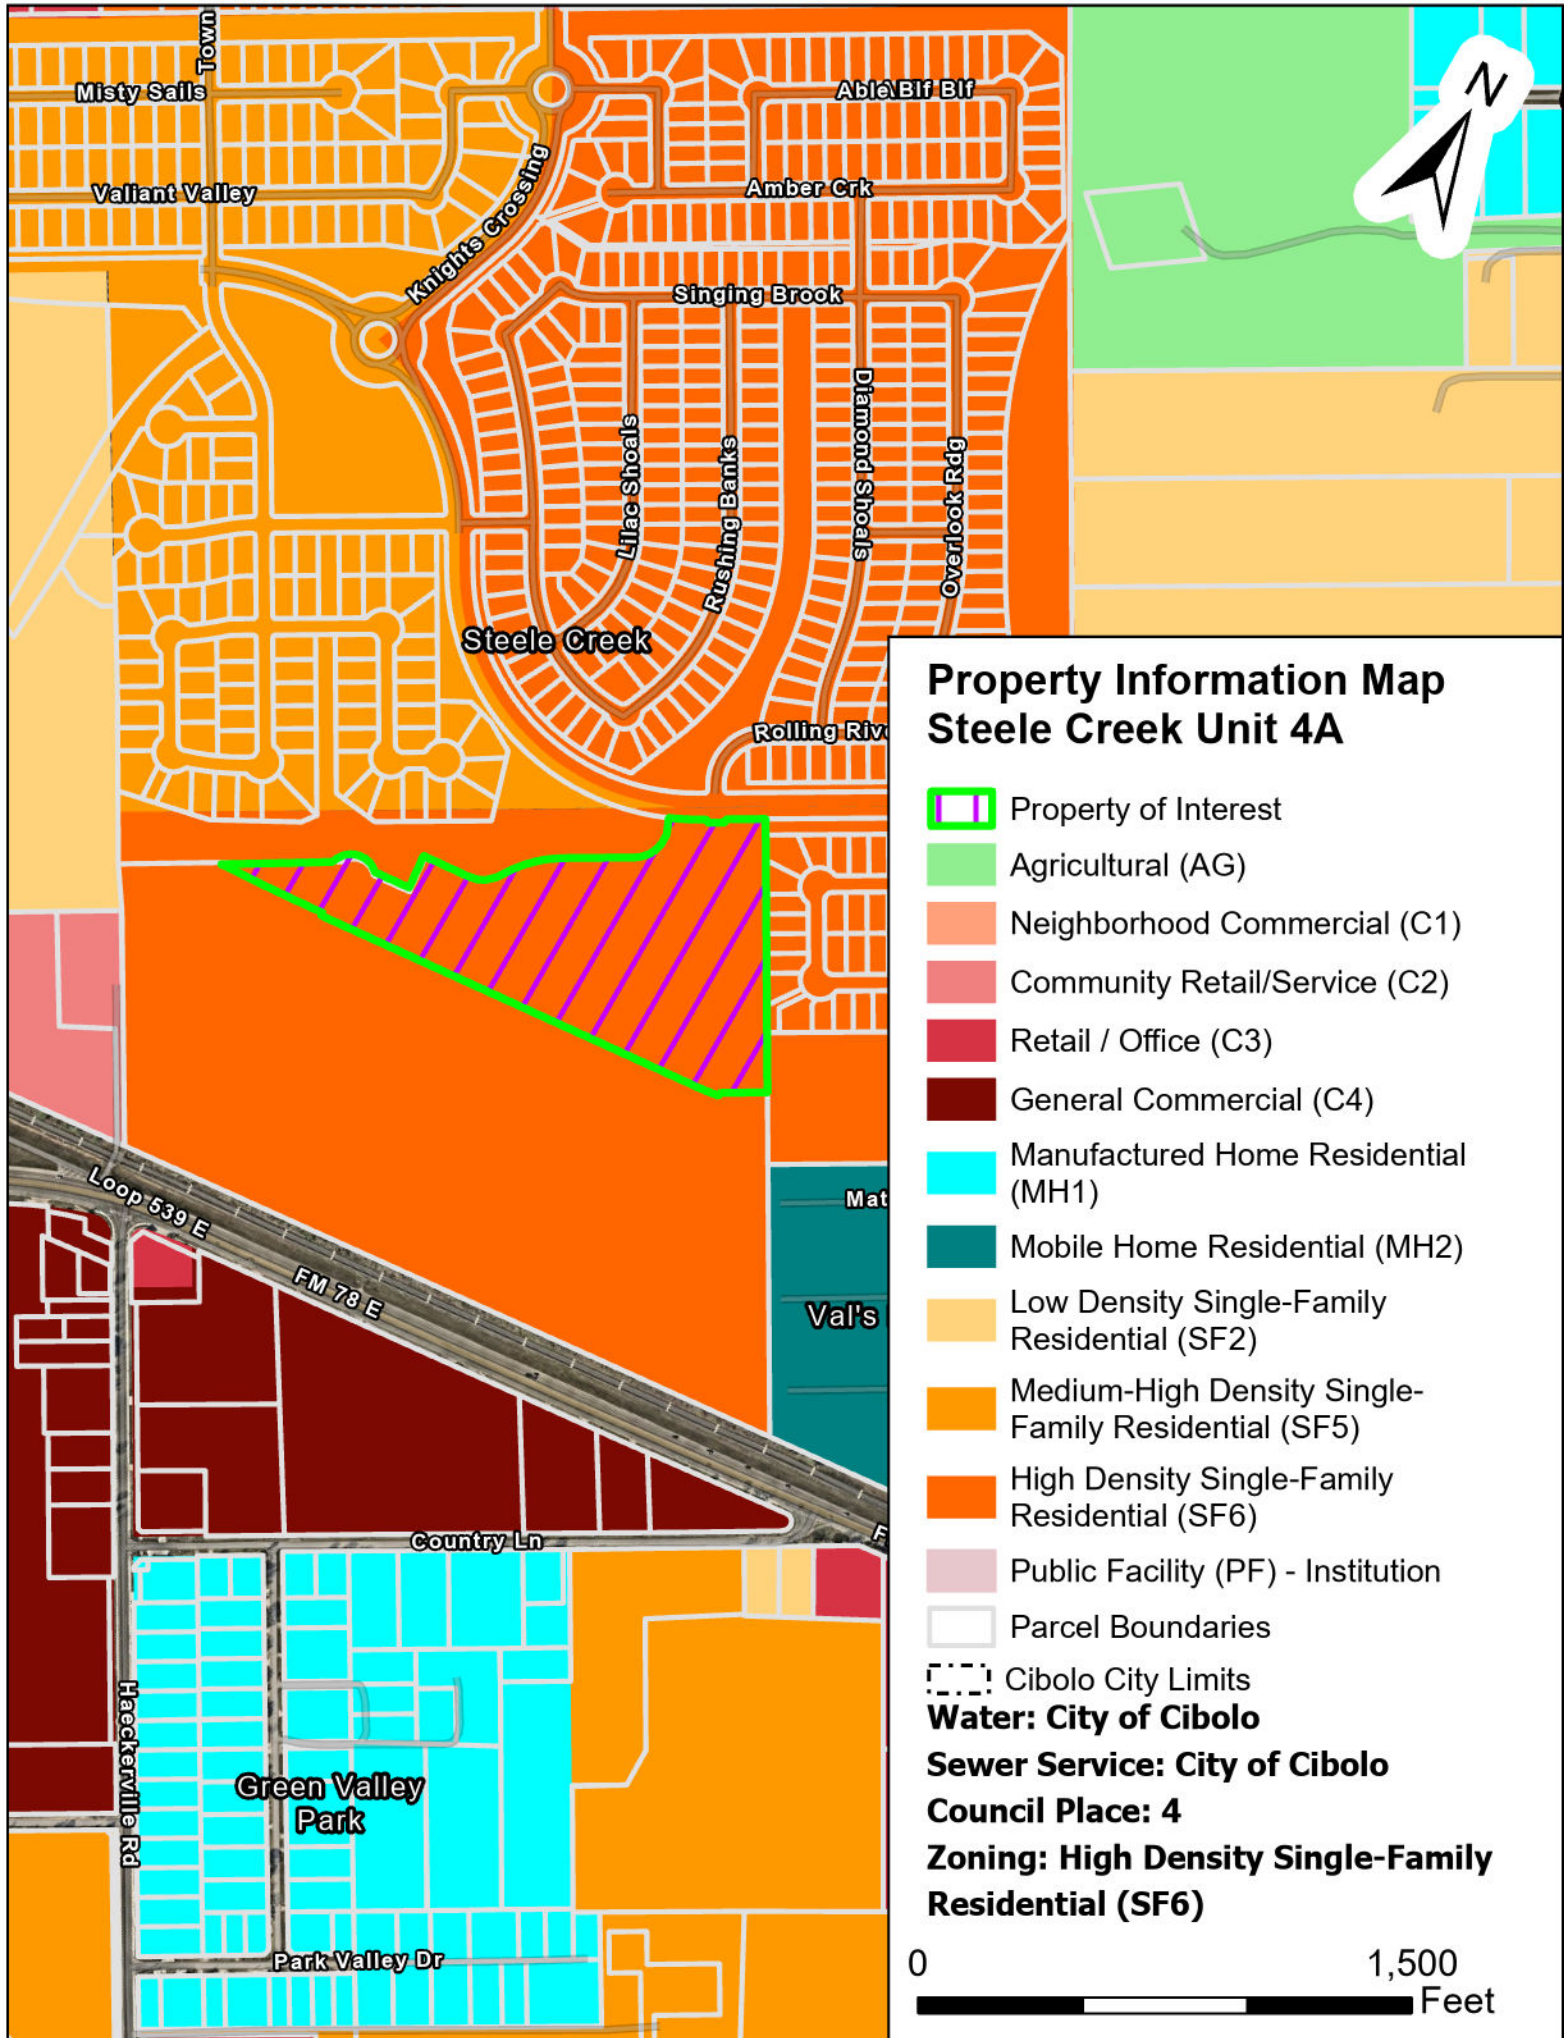 Town
Misty Sails
Able
Blf Blf
N
Valiant Valley
Amber Crk
Knights Crossing
Singing Brook
Lilac Shoals
Rushing Banks
Diamond Shoals
Overlook Rdg
Steele Creek
Rolling Riv
Loop 539 E
FM 78 E
Mat
Val's
Country Ln
F
Haeckerville Rd
Green Valley
Park
Park Valley Dr
Property Information Map
Steele Creek Unit 4A
Property of Interest
Agricultural (AG)
Neighborhood Commercial (C1)
Community Retail/Service (C2)
Retail / Office (C3)
General Commercial (C4)
Manufactured Home Residential
(MH1)
Mobile Home Residential (MH2)
Low Density Single-Family
Residential (SF2)
Medium-High Density Single-
Family Residential (SF5)
High Density Single-Family
Residential (SF6)
Public Facility (PF) - Institution
Parcel Boundaries
Cibolo City Limits
Water: City of Cibolo
Sewer Service: City of Cibolo
Council Place: 4
Zoning: High Density Single-Family
Residential (SF6)
0 1,500
Feet